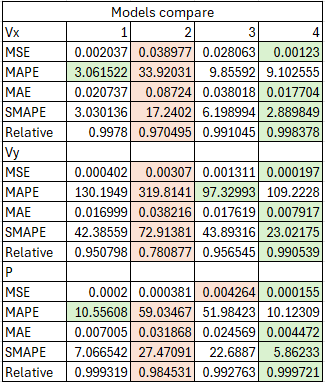 Models compare
Vx 1 2 3 4
MSE 0.002037 0.038977 0.028063 0.00123
MAPE 3.061522 33.92031 9.85592 9.102555
MAE 0.020737 0.08724 0.038018 0.017704
SMAPE 3.030136 17.2402 6.198994 2.889849
Relative 0.9978 0.970495 0.991045 0.998378
Vy
MSE 0.000402 0.00307 0.001311 0.000197
MAPE 130.1949 319.8141 97.32993 109.2228
MAE 0.016999 0.038216 0.017619 0.007917
SMAPE 42.38559 72.91381 43.89316 23.02175
Relative 0.950798 0.780877 0.956545 0.990539
P
MSE 0.0002 0.000381 0.004264 0.000155
MAPE 10.55608 59.03467 51.98423 10.12309
MAE 0.007005 0.031868 0.024569 0.004472
SMAPE 7.066542 27.47091 22.6887 5.86233
Relative 0.999319 0.984531 0.992763 0.999721